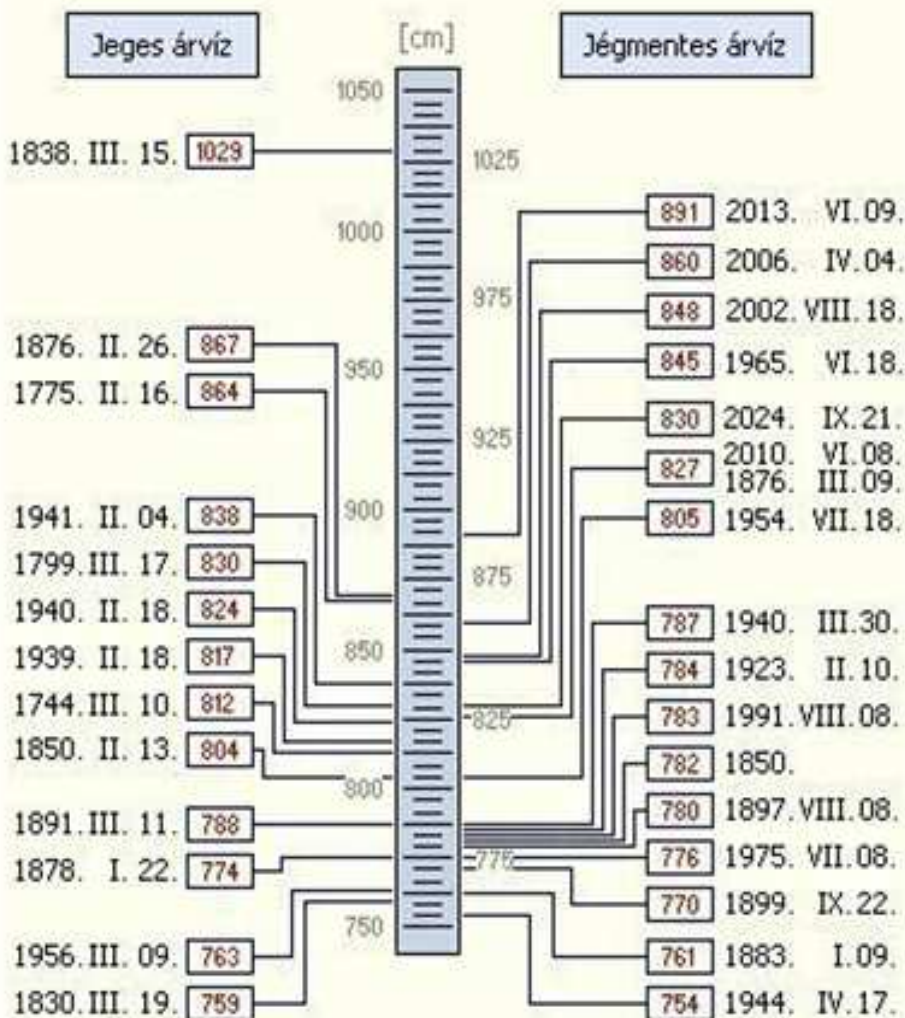 Jeges árvíz
[cm]
Jégmentes árvíz
1838. III. 15. 1029
1876. II. 26. 867
1775. II. 16. 864
1941. II. 04. 838
1799. III. 17. 830
1940. II. 18. 824
1939. II. 18. 817
1744. III. 10. 812
1850. II. 13. 804
1891. III. 11. 788
1878. I. 22. 774
1956. III. 09. 763
1830. III. 19. 759
1050
1025
1000
975
950
925
900
875
850
825
800
775
750
891 2013. VI. 09.
860 2006. IV. 04.
848 2002. VIII. 18.
845 1965. VI. 18.
830 2024. IX. 21.
827 2010. VI. 08.
1876. III. 09.
805 1954. VII. 18.
787 1940. III. 30.
784 1923. II. 10.
783 1991. VIII. 08.
782 1850.
780 1897. VIII. 08.
776 1975. VII. 08.
770 1899. IX. 22.
761 1883. I. 09.
754 1944. IV. 17.